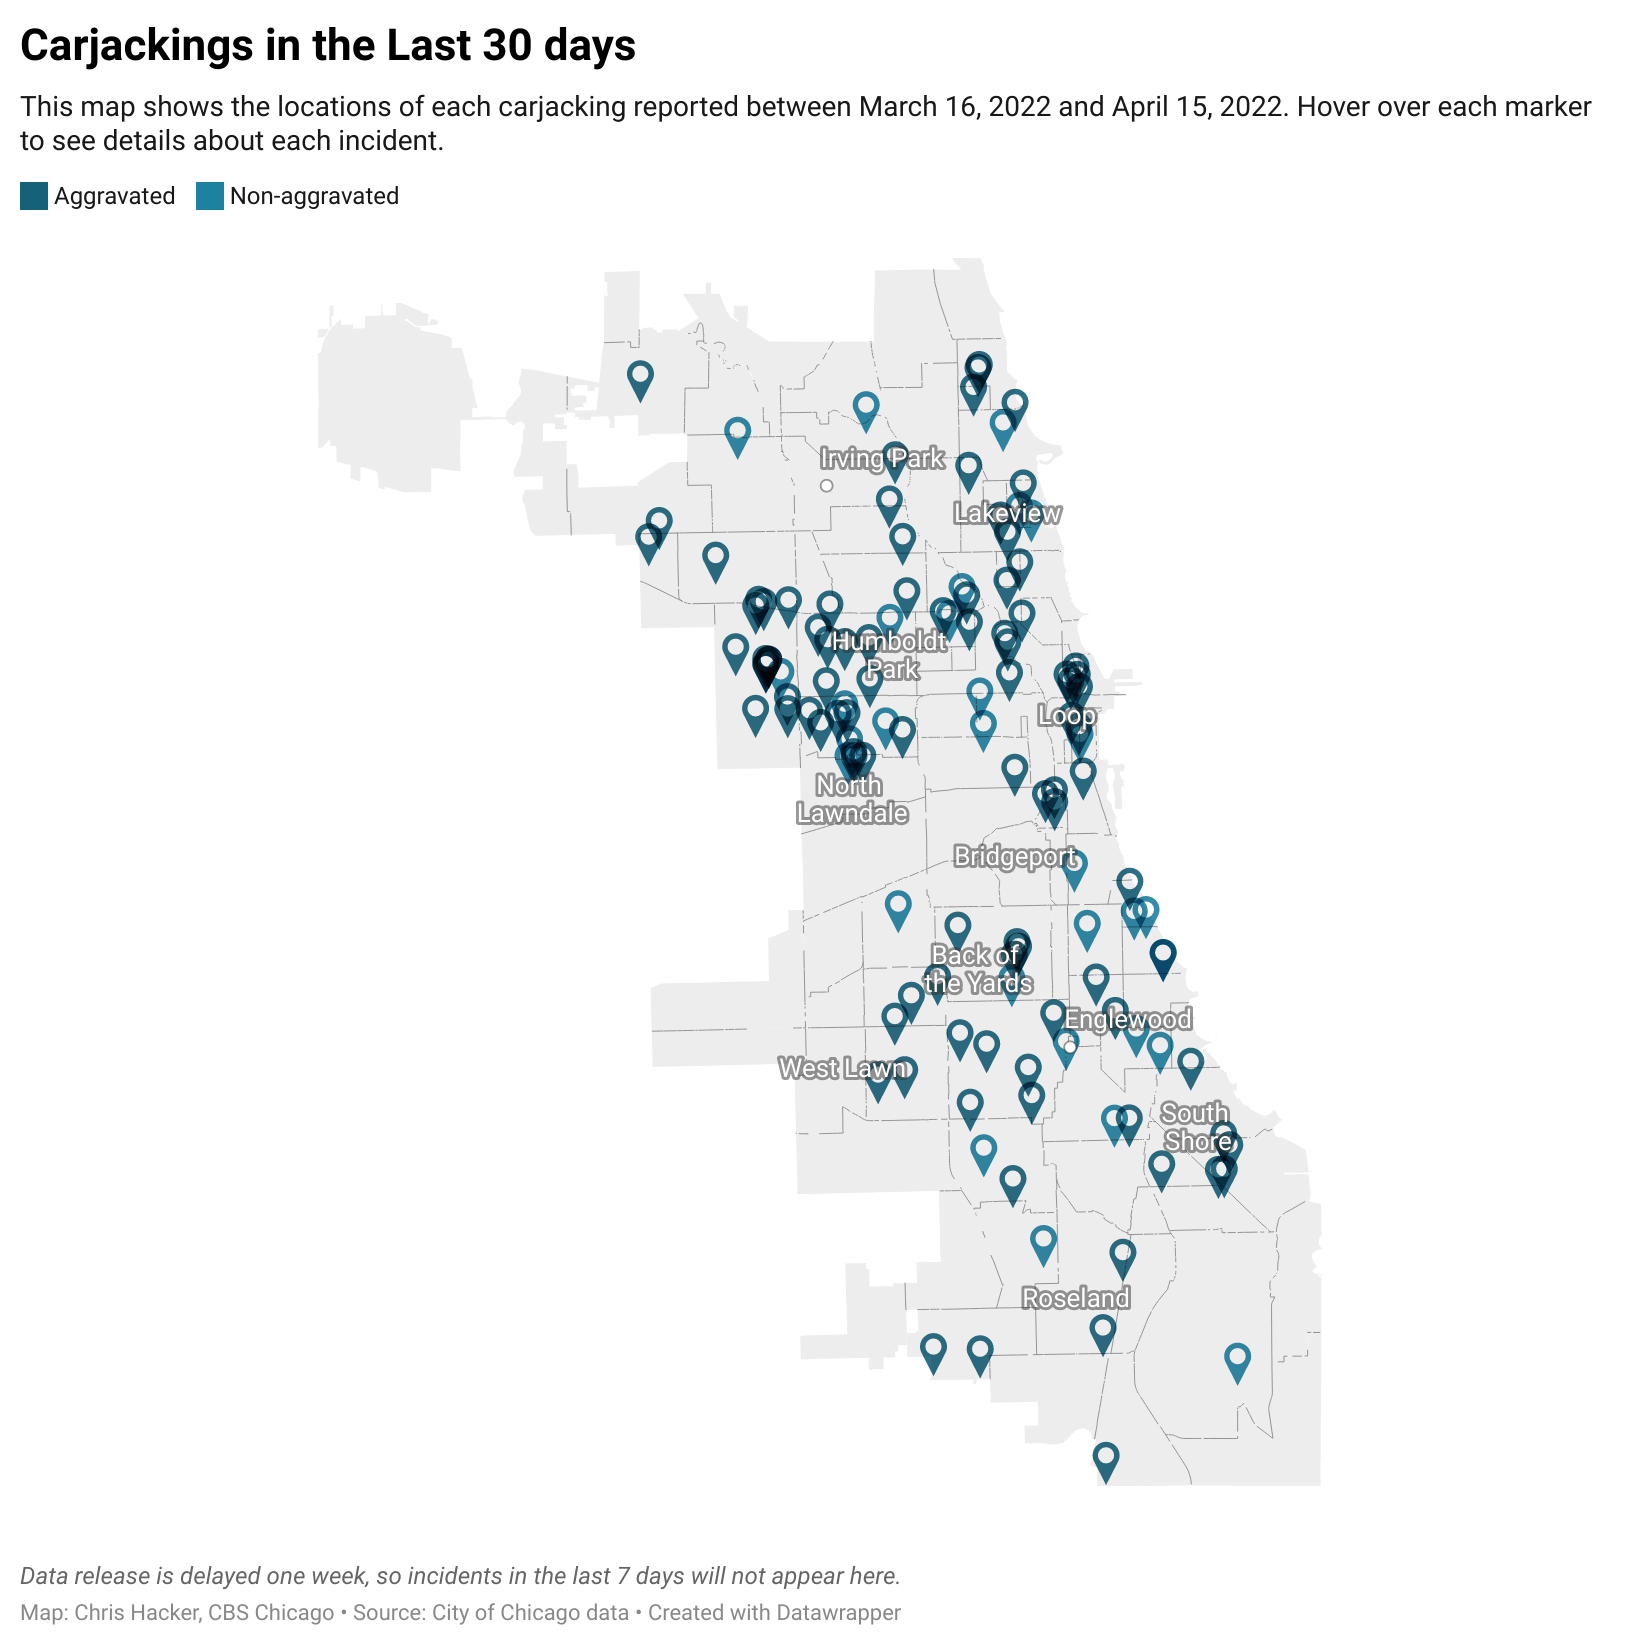 Carjackings in the Last 30 days
This map shows the locations of each carjacking reported between March 16, 2022 and April 15, 2022. Hover over each marker
to see details about each incident.
Aggravated Non-aggravated
Irving Park
Lakeview
Humboldt
Park
Loop
North
Lawndale
Bridgeport
Back of
the Yards
Englewood
West Lawn
South
Shore
Roseland
Data release is delayed one week, so incidents in the last 7 days will not appear here.
Map: Chris Hacker, CBS Chicago • Source: City of Chicago data • Created with Datawrapper